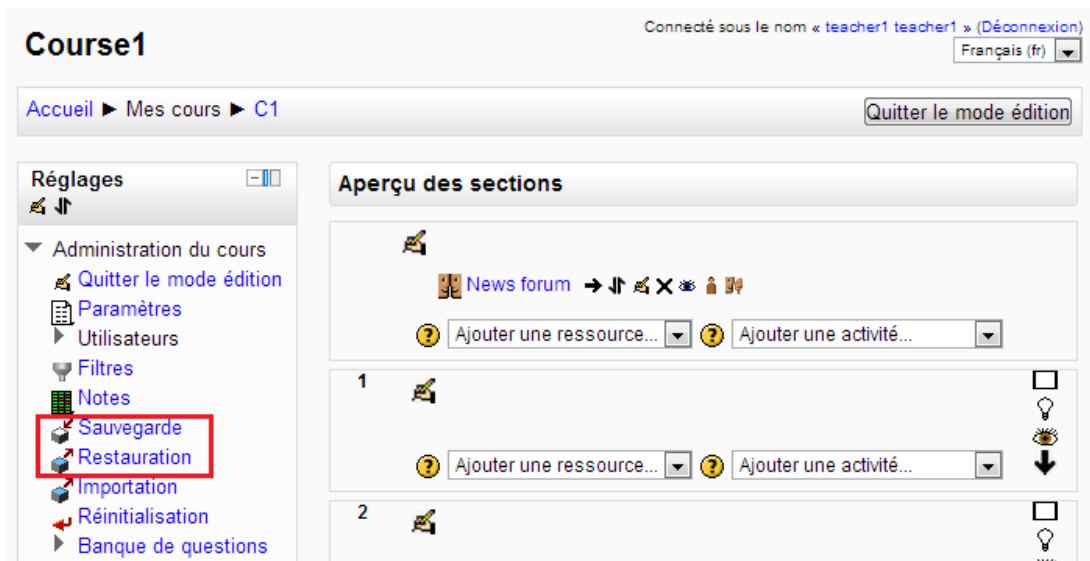 Course1
Connecté sous le nom « teacher1 teacher1 » (Déconnexion)
Français (fr)
Accueil ► Mes cours ► C1
Quitter le mode édition
Réglages
Administration du cours
Quitter le mode édition
Paramètres
Utilisateurs
Filtres
Notes
Sauvegarde
Restauration
Importation
Réinitialisation
Banque de questions
Aperçu des sections
News forum
Ajouter une ressource... Ajouter une activité...
1
Ajouter une ressource... Ajouter une activité...
2